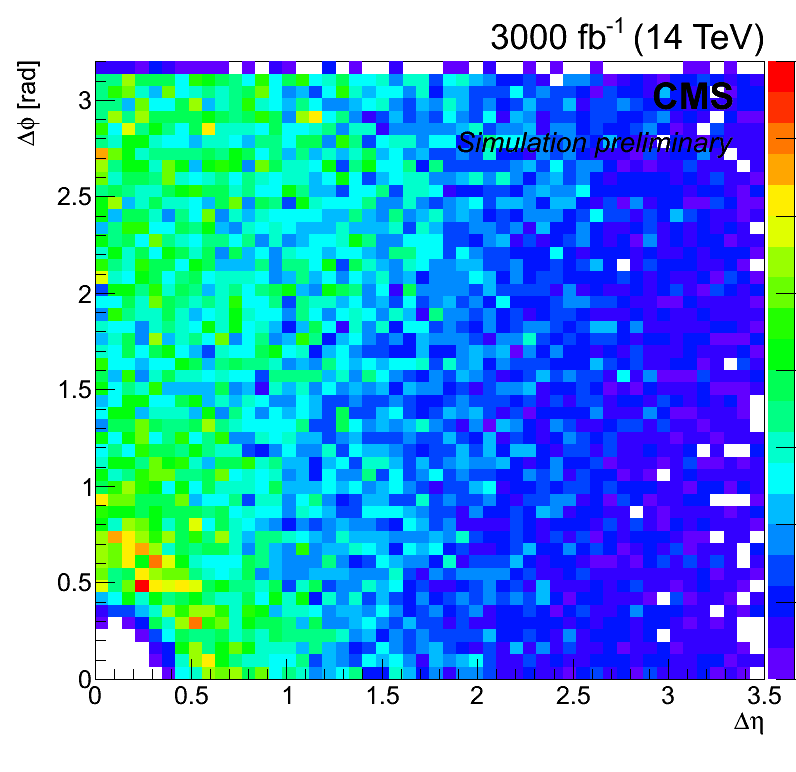 3000 fb-1 (14 TeV)
Δφ [rad]
CMS
Simulation preliminary
3
2.5
2
1.5
1
0.5
0
0 0.5 1 1.5 2 2.5 3 3.5
Δη